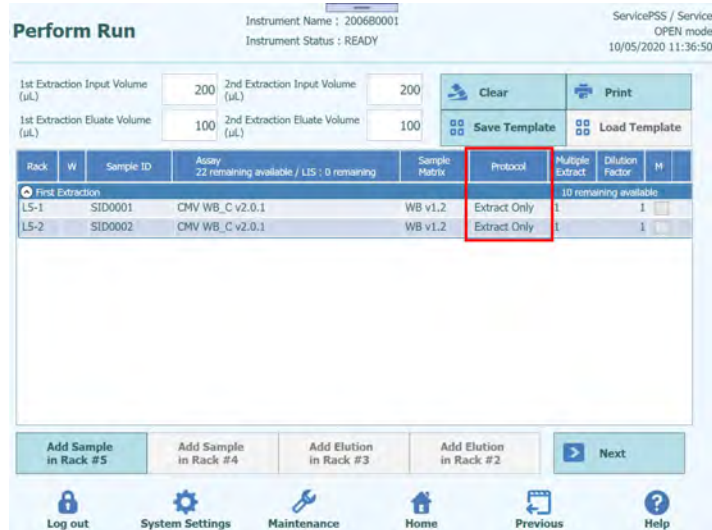 Perform Run
Instrument Name : 2006B0001
Instrument Status : READY
ServicePSS / Service
OPEN mode
10/05/2020 11:36:50
1st Extraction Input Volume
(uL)
200
2nd Extraction Input Volume
(uL)
200
Clear
Print
1st Extraction Eluate Volume
(uL)
100
2nd Extraction Eluate Volume
(uL)
100
Save Template
Load Template
Rack W Sample ID Assay
22 remaining available / LIS : 0 remaining
Sample
Matrix
Protocol
Multiple
Extract
Dilution
Factor
M
First Extraction 10 remaining available
L5-1 SID0001 CMV WB_C v2.0.1 WB v1.2 Extract Only 1 1
L5-2 SID0002 CMV WB_C v2.0.1 WB v1.2 Extract Only 1 1
Add Sample
in Rack #5
Add Sample
in Rack #4
Add Elution
in Rack #3
Add Elution
in Rack #2
Next
Log out System Settings Maintenance Home Previous Help